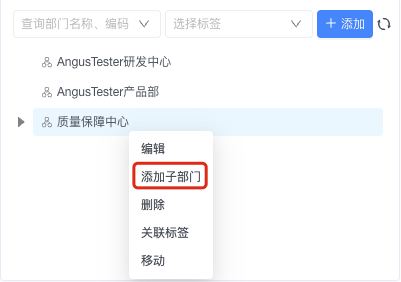 查询部门名称、编码 选择标签 添加
AngusTester研发中心
AngusTester产品部
质量保障中心
编辑
添加子部门
删除
关联标签
移动